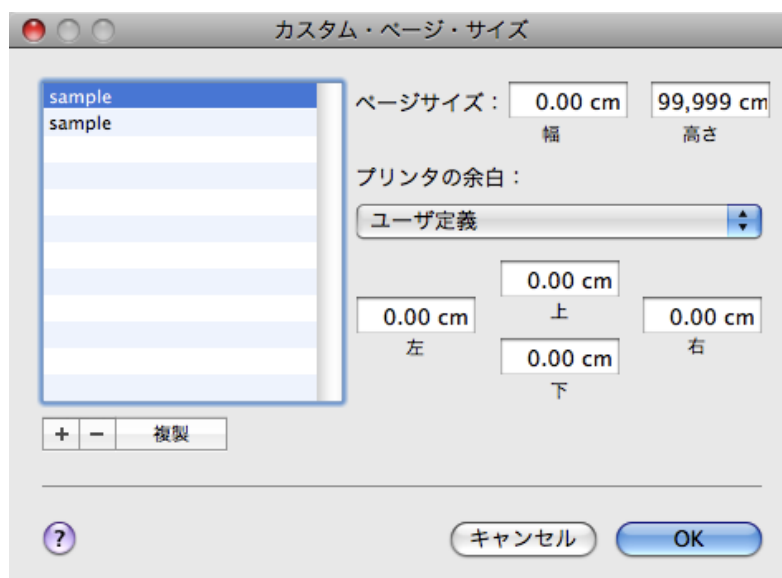 カスタム・ページ・サイズ
sample
sample
ページサイズ： 0.00 cm 99,999 cm
幅 高さ
プリンタの余白：
ユーザ定義
0.00 cm
上
0.00 cm 0.00 cm
左 右
0.00 cm
下
+ − 複製
? キャンセル OK